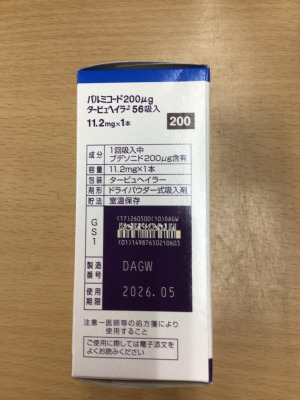 パルミコート200μg
タービュヘイラー 56吸入
11.2mg×1本
200
成分 1回吸入中
ブデソニド200μg含有
容量 11.2mg×1本
包装 タービュヘイラー
剤形 ドライパウダー式吸入剤
貯法 室温保存
GS1
(17)260500(10)DAGW
(01)14987650210603
製造番号 DAGW
使用期限 2026.05
注意－医師等の処方箋により
使用すること
ご使用に際しては電子添文を
よくお読みください